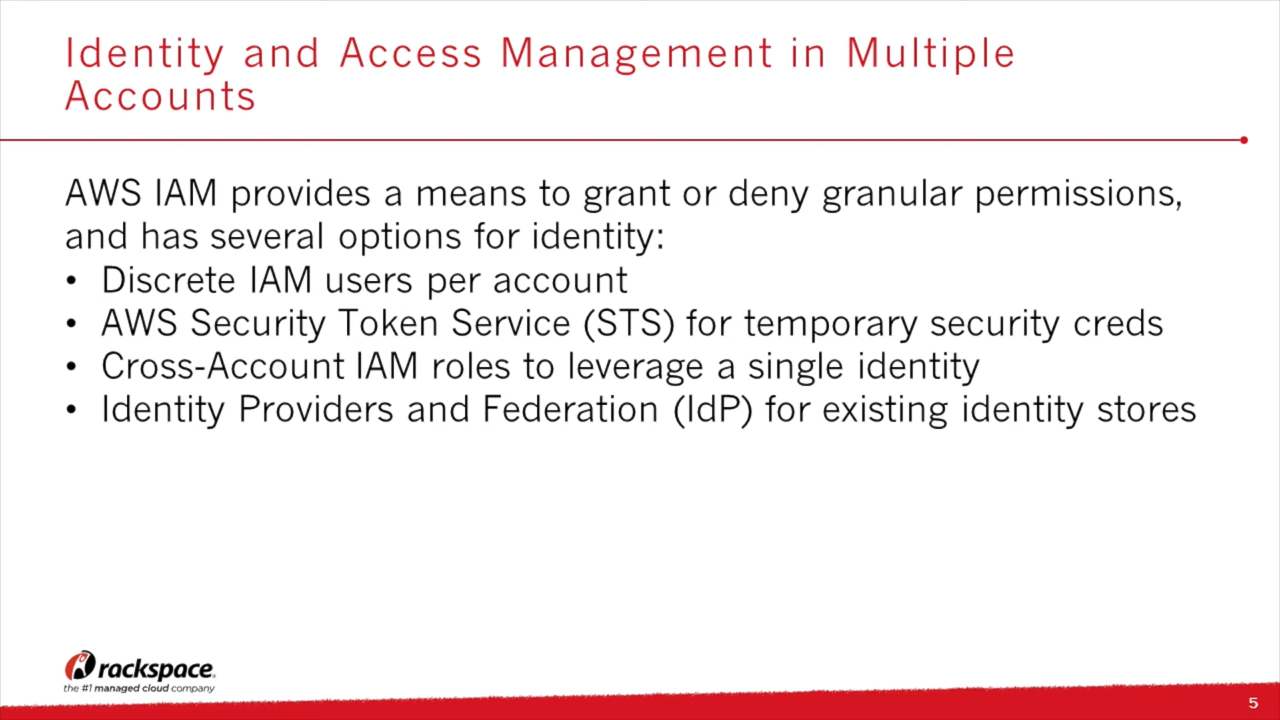 Identity and Access Management in Multiple
Accounts
AWS IAM provides a means to grant or deny granular permissions,
and has several options for identity:
• Discrete IAM users per account
• AWS Security Token Service (STS) for temporary security creds
• Cross-Account IAM roles to leverage a single identity
• Identity Providers and Federation (IdP) for existing identity stores
rackspace.
the #1 managed cloud company
5